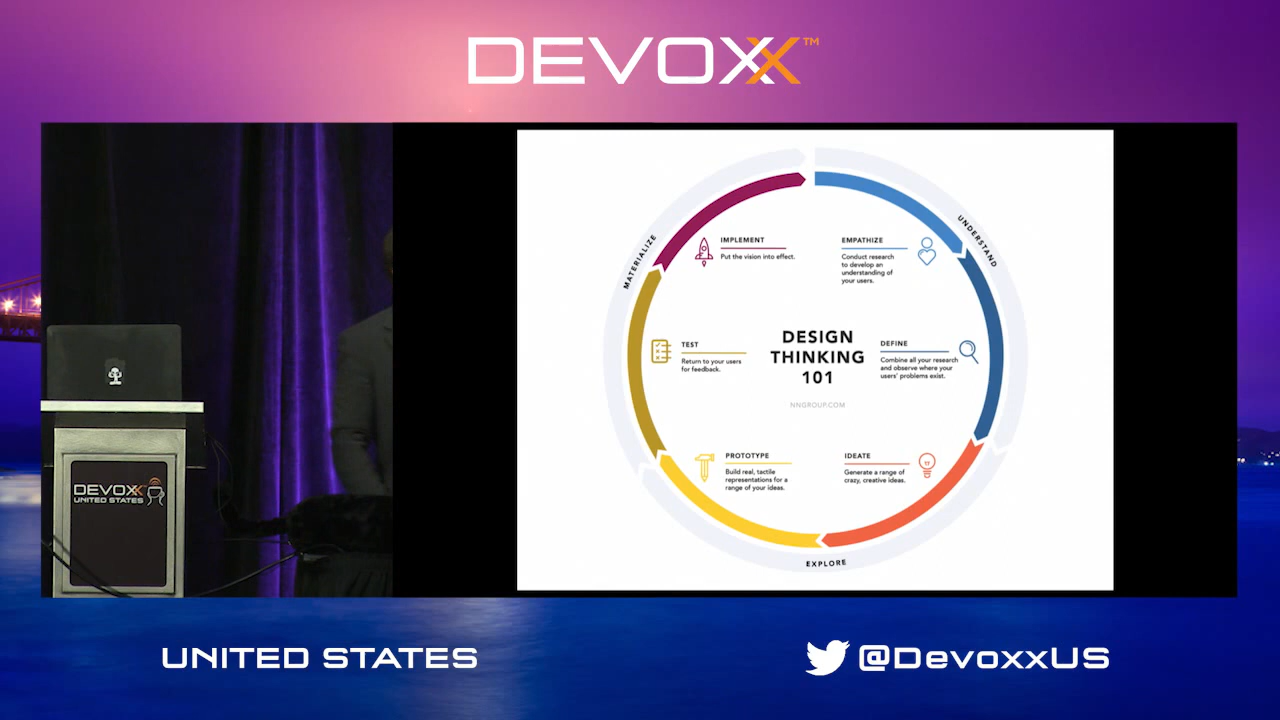 DEVOXX™
MATERIALIZE
UNDERSTAND
IMPLEMENT
Put the vision into effect.
EMPATHIZE
Conduct research
to develop an
understanding of
your users.
TEST
Return to your users
for feedback.
DESIGN
THINKING
101
NNGROUP.COM
DEFINE
Combine all your research
and observe where your
users' problems exist.
PROTOTYPE
Build real, tactile
representations for a
range of your ideas.
IDEATE
Generate a range of
crazy, creative ideas.
EXPLORE
DEVOXX
UNITED STATES
UNITED STATES
@DevoxxUS